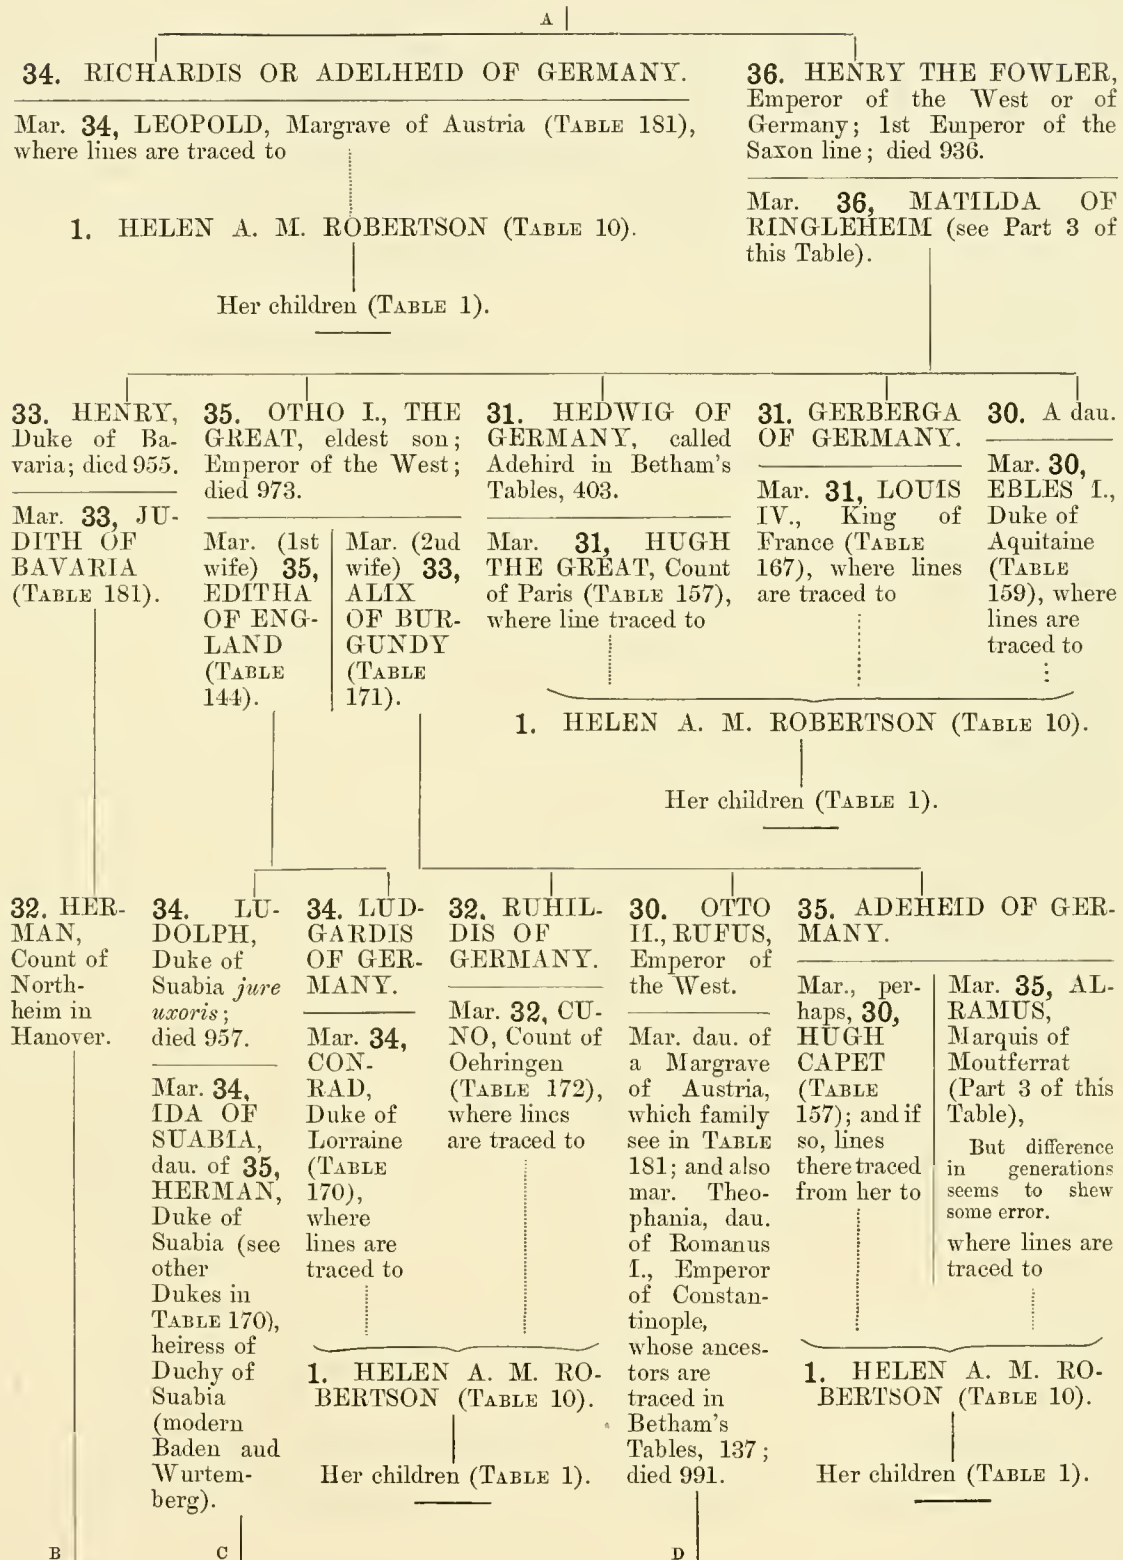 A
34. RICHARDIS OR ADELHEID OF GERMANY.
Mar. 34, LEOPOLD, Margrave of Austria (TABLE 181),
where lines are traced to
1. HELEN A. M. ROBERTSON (TABLE 10).
Her children (TABLE 1).
36. HENRY THE FOWLER,
Emperor of the West or of
Germany; 1st Emperor of the
Saxon line; died 936.
Mar. 36, MATILDA OF
RINGLEHEIM (see Part 3 of
this Table).
33. HENRY,
Duke of Ba-
varia; died 955.
Mar. 33, JU-
DITH OF
BAVARIA
(TABLE 181).
35. OTHO I., THE
GREAT, eldest son;
Emperor of the West;
died 973.
Mar. (1st
wife) 35,
EDITHA
OF ENG-
LAND
(TABLE
144).
Mar. (2nd
wife) 33,
ALIX
OF BUR-
GUNDY
(TABLE
171).
31. HEDWIG OF
GERMANY, called
Adehird in Betham's
Tables, 403.
Mar. 31, HUGH
THE GREAT, Count
of Paris (TABLE 157),
where line traced to
31. GERBERGA
OF GERMANY.
Mar. 31, LOUIS
IV., King of
France (TABLE
167), where lines
are traced to
30. A dau.
Mar. 30,
EBLES I.,
Duke of
Aquitaine
(TABLE
159), where
lines are
traced to
1. HELEN A. M. ROBERTSON (TABLE 10).
Her children (TABLE 1).
32. HER-
MAN,
Count of
North-
heim in
Hanover.
34. LU-
DOLPH,
Duke of
Suabia jure
uxoris;
died 957.
Mar. 34,
IDA OF
SUABIA,
dau. of 35,
HERMAN,
Duke of
Suabia (see
other
Dukes in
TABLE 170),
heiress of
Duchy of
Suabia
(modern
Baden and
Wurtem-
berg).
34. LUD-
GARDIS
OF GER-
MANY.
Mar. 34,
CON-
RAD,
Duke of
Lorraine
(TABLE
170),
where
lines are
traced to
32. RUHIL-
DIS OF
GERMANY.
Mar. 32, CU-
NO, Count of
Oehringen
(TABLE 172),
where lines
are traced to
1. HELEN A. M. RO-
BERTSON (TABLE 10).
Her children (TABLE 1).
30. OTTO
II., RUFUS,
Emperor of
the West.
Mar. dau. of
a Margrave
of Austria,
which family
see in TABLE
181; and also
mar. Theo-
phania, dau.
of Romanus
I., Emperor
of Constan-
tinople,
whose ances-
tors are
traced in
Betham's
Tables, 137;
died 991.
35. ADEHEID OF GER-
MANY.
Mar., per-
haps, 30,
HUGH
CAPET
(TABLE
157); and if
so, lines
there traced
from her to
Mar. 35, AL-
RAMUS,
Marquis of
Moutferrat
(Part 3 of this
Table),
But difference
in generations
seems to shew
some error.
where lines are
traced to
1. HELEN A. M. RO-
BERTSON (TABLE 10).
Her children (TABLE 1).
B
C
D